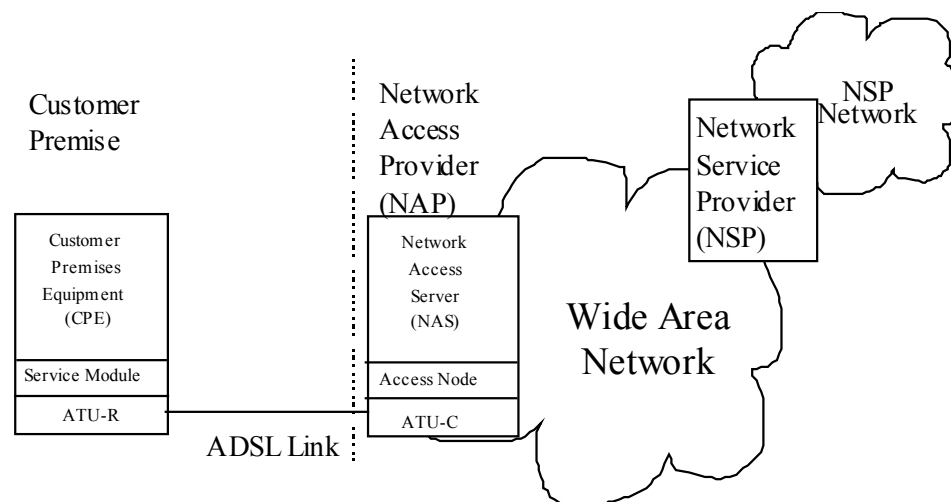 Customer
Premise
Network
Access
Provider
(NAP)
NSP
Network
Network
Service
Provider
(NSP)
Customer
Premises
Equipment
(CPE)
Service Module
ATU-R
Network
Access
Server
(NAS)
Access Node
ATU-C
Wide Area
Network
ADSL Link